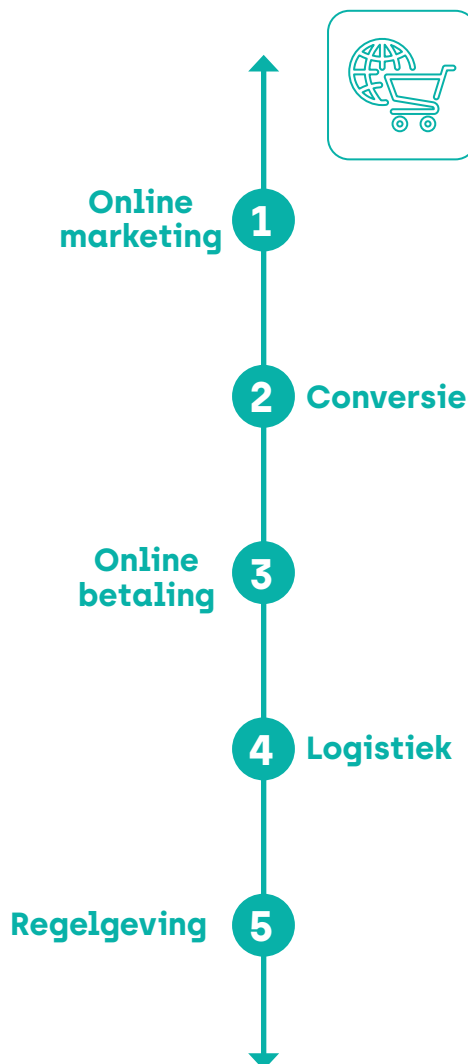 Online
marketing
1
2
Conversie
Online
betaling
3
4
Logistiek
Regelgeving
5